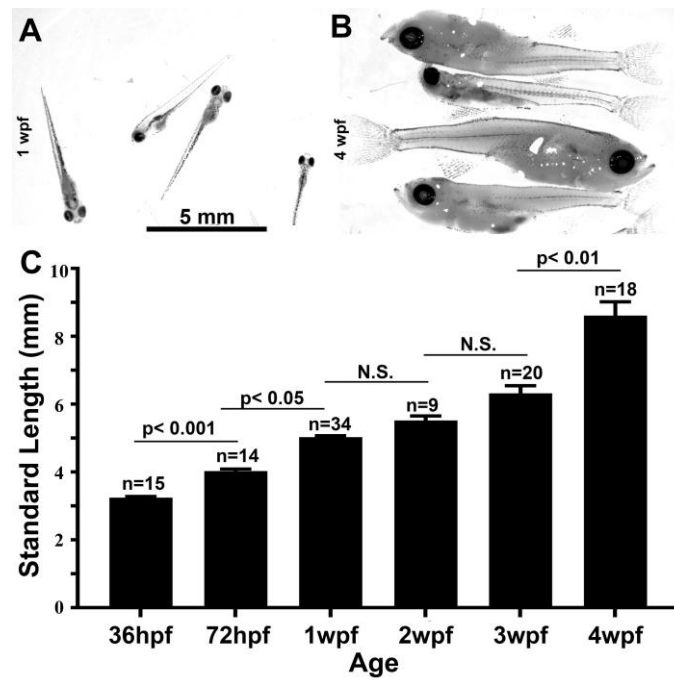 A
1 wpf
5 mm
B
4 wpf
C
Standard Length (mm)
10
8
6
4
2
0
p< 0.001
p< 0.05
N.S.
N.S.
p< 0.01
n=15
n=14
n=34
n=9
n=20
n=18
36hpf 72hpf 1wpf 2wpf 3wpf 4wpf
Age